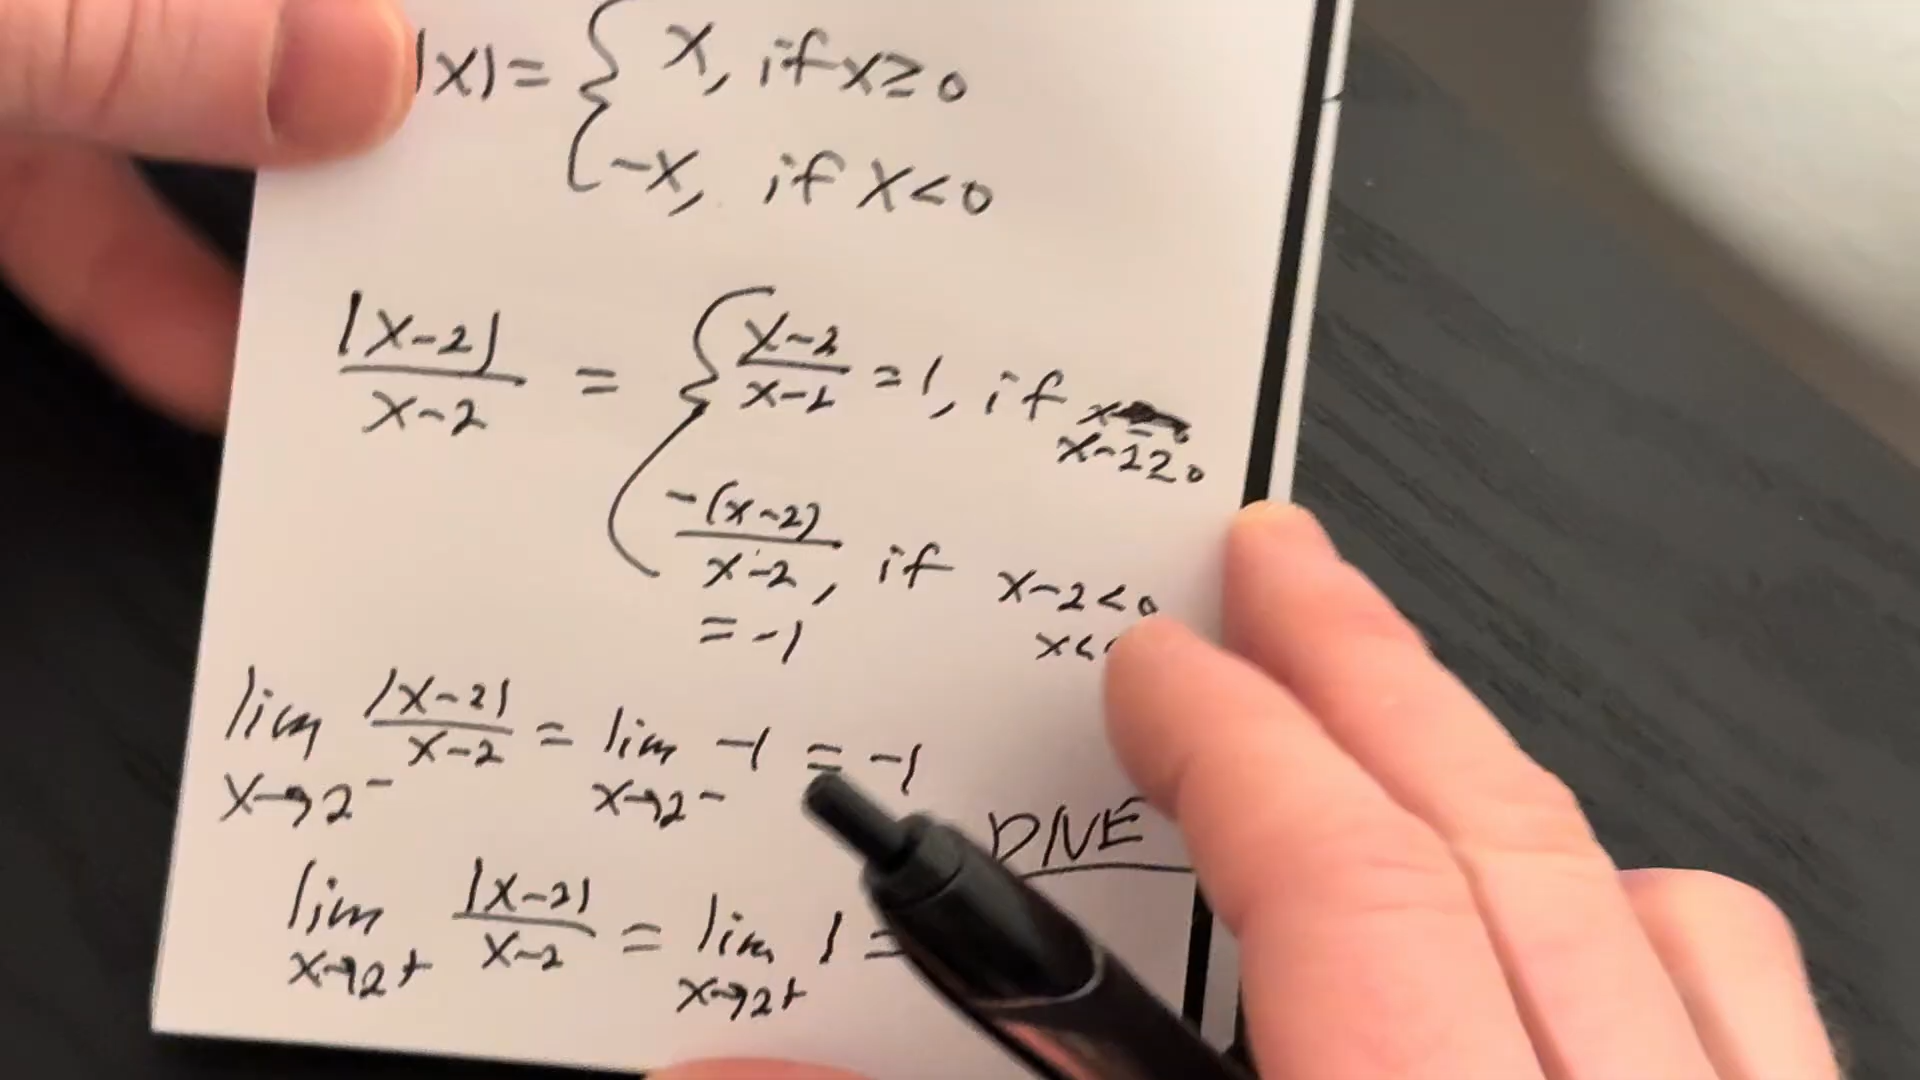 |x| = { x, if x ≥ 0
-x, if x < 0
|x-2| / x-2 = { x-2 / x-2 = 1, if
x-2 ≥ 0
-(x-2) / x-2, if x-2 < 0
= -1 x <
lim x→2⁻ |x-2| / x-2 = lim x→2⁻ -1 = -1
DNE
lim x→2+ |x-2| / x-2 = lim x→2+ 1 =